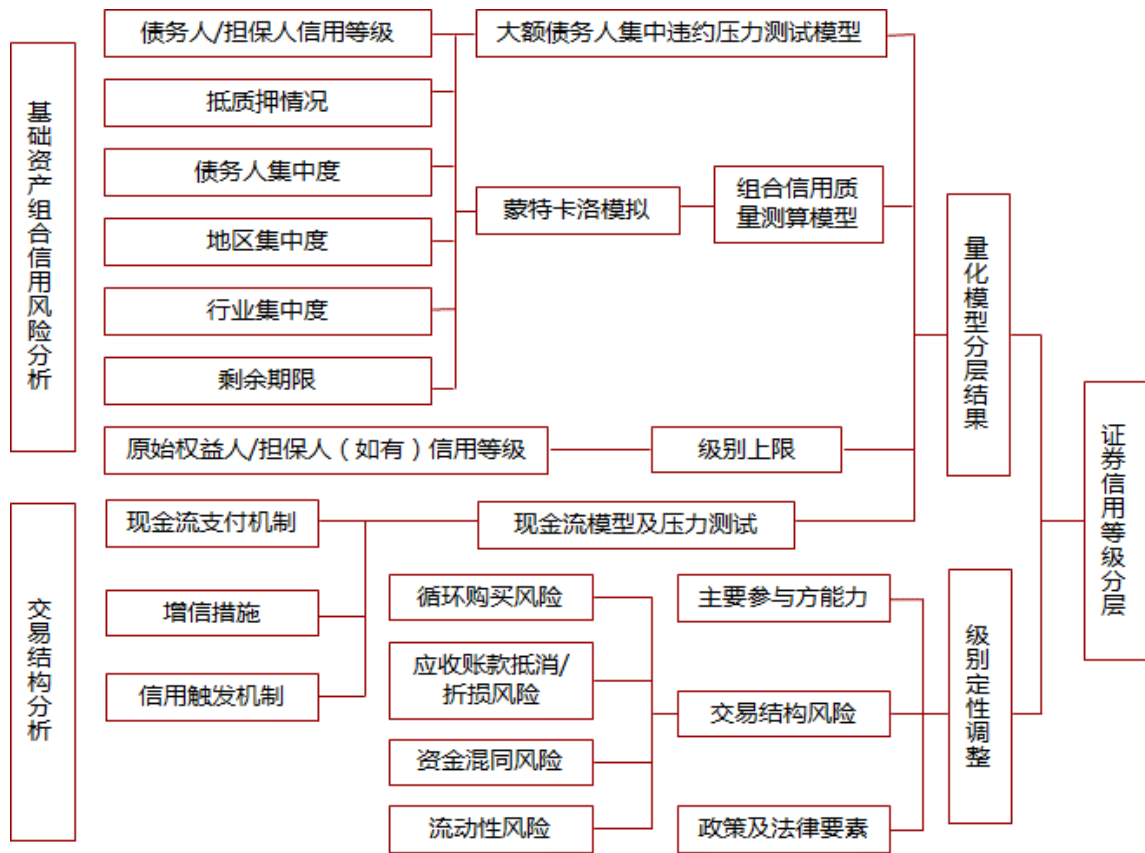 基础资产组合信用风险分析
债务人/担保人信用等级
大额债务人集中违约压力测试模型
抵质押情况
债务人集中度
蒙特卡洛模拟
组合信用质
量测算模型
地区集中度
行业集中度
剩余期限
原始权益人/担保人（如有）信用等级
级别上限
量化模型分层结果
证券信用等级分层
交易结构分析
现金流支付机制
现金流模型及压力测试
增信措施
信用触发机制
循环购买风险
应收账款抵消/
折损风险
资金混同风险
流动性风险
主要参与方能力
交易结构风险
政策及法律要素
级别定性调整